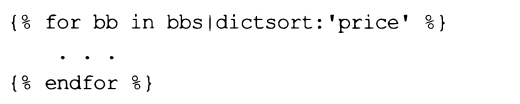 {% for bb in bbs|dictsort:'price' %}
. . .
{% endfor %}